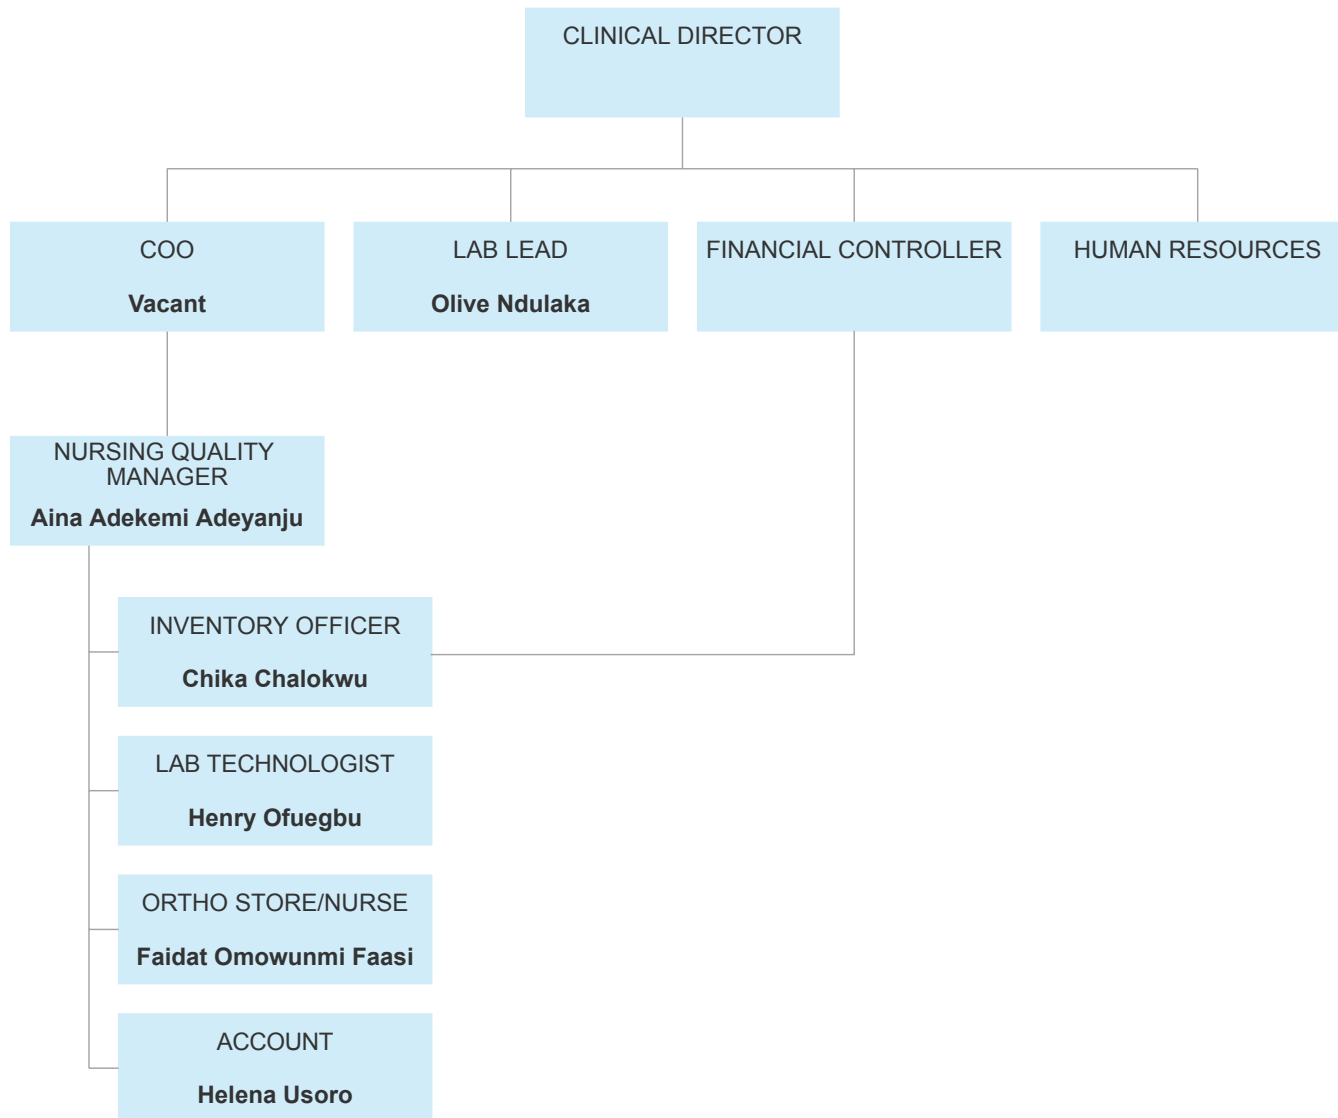 CLINICAL DIRECTOR
COO
Vacant
LAB LEAD
Olive Ndulaka
FINANCIAL CONTROLLER
HUMAN RESOURCES
NURSING QUALITY
MANAGER
Aina Adekemi Adeyanju
INVENTORY OFFICER
Chika Chalokwu
LAB TECHNOLOGIST
Henry Ofuegbu
ORTHO STORE/NURSE
Faidat Omowunmi Faasi
ACCOUNT
Helena Usoro